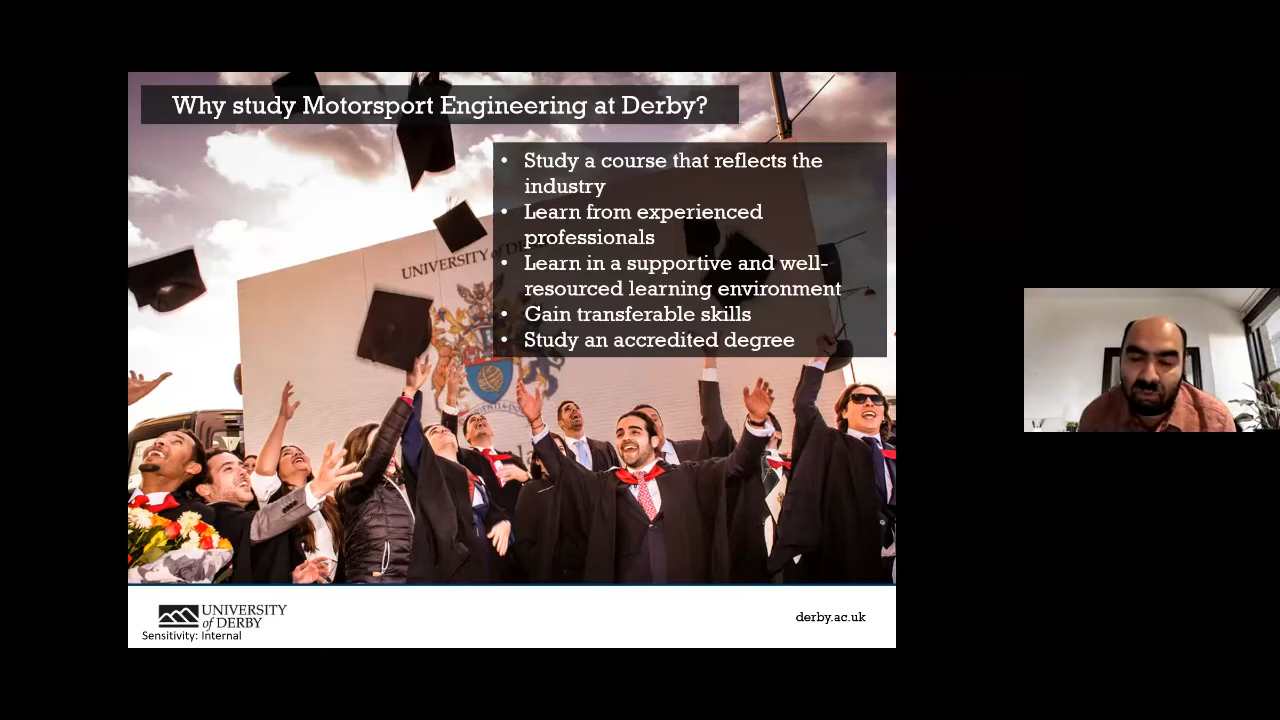 Why study Motorsport Engineering at Derby?
• Study a course that reflects the
industry
• Learn from experienced
professionals
• Learn in a supportive and well-
resourced learning environment
• Gain transferable skills
• Study an accredited degree
UNIVERSITY of DE
UNIVERSITY
of DERBY
Sensitivity: Internal
derby.ac.uk